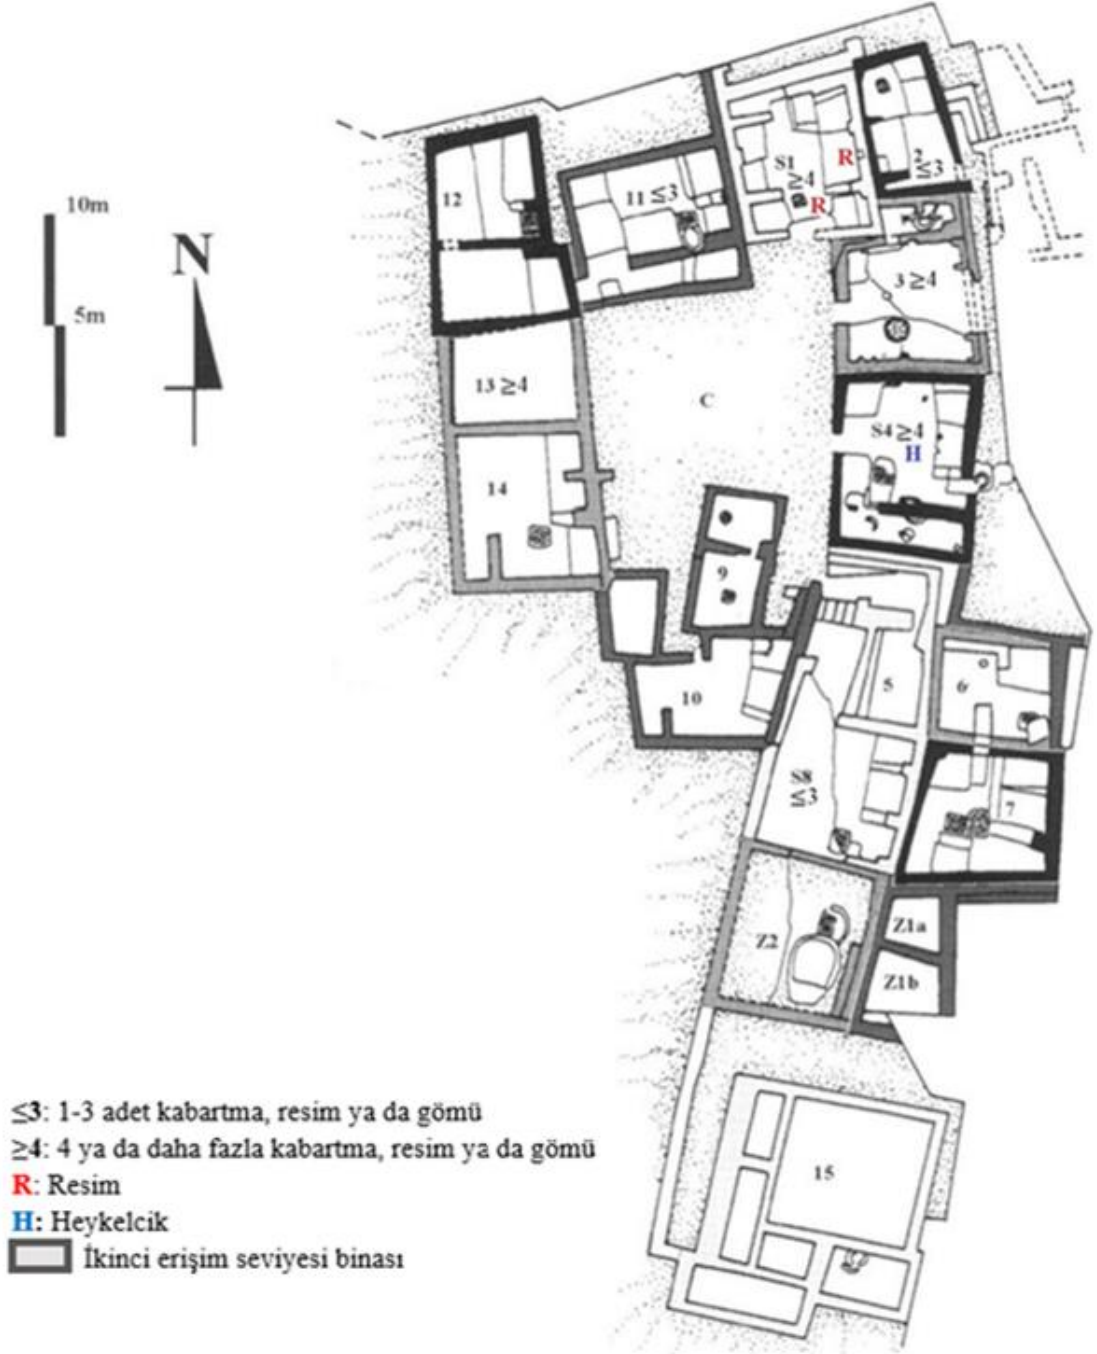 10m
5m
N
12
11 ≤3
S1
≥4
R
R
≤3
3 ≥4
13 ≥4
C
S4 ≥4
H
14
9
10
5
6
S8
≤3
7
Z2
Z1a
Z1b
15
≤3: 1-3 adet kabartma, resim ya da gömü
≥4: 4 ya da daha fazla kabartma, resim ya da gömü
R: Resim
H: Heykelcik
İkinci erişim seviyesi binası